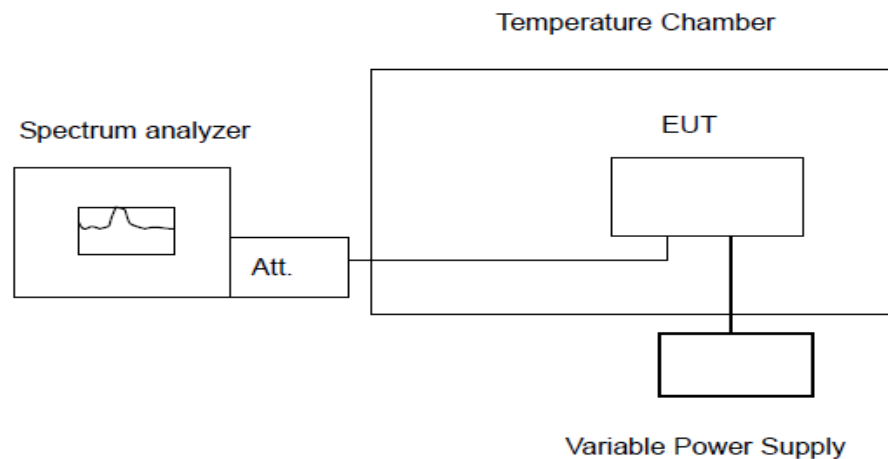 Temperature Chamber
Spectrum analyzer
EUT
Att.
Variable Power Supply